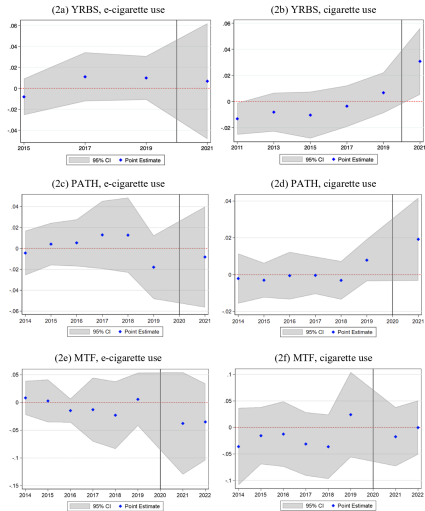 (2a) YRBS, e-cigarette use
(2b) YRBS, cigarette use
.06
.04
.02
0
-.02
-.04
2015 2017 2019 2021
95% CI Point Estimate
.06
.04
.02
0
-.02
2011 2013 2015 2017 2019 2021
95% CI Point Estimate
(2c) PATH, e-cigarette use
(2d) PATH, cigarette use
.04
.02
0
-.02
-.04
-.06
2014 2015 2016 2017 2018 2019 2020 2021
95% CI Point Estimate
.04
.02
0
-.02
2014 2015 2016 2017 2018 2019 2020 2021
95% CI Point Estimate
(2e) MTF, e-cigarette use
(2f) MTF, cigarette use
.05
0
-.05
-.1
-.15
2014 2015 2016 2017 2018 2019 2020 2021 2022
95% CI Point Estimate
.1
.05
0
-.05
-.1
2014 2015 2016 2017 2018 2019 2020 2021 2022
95% CI Point Estimate